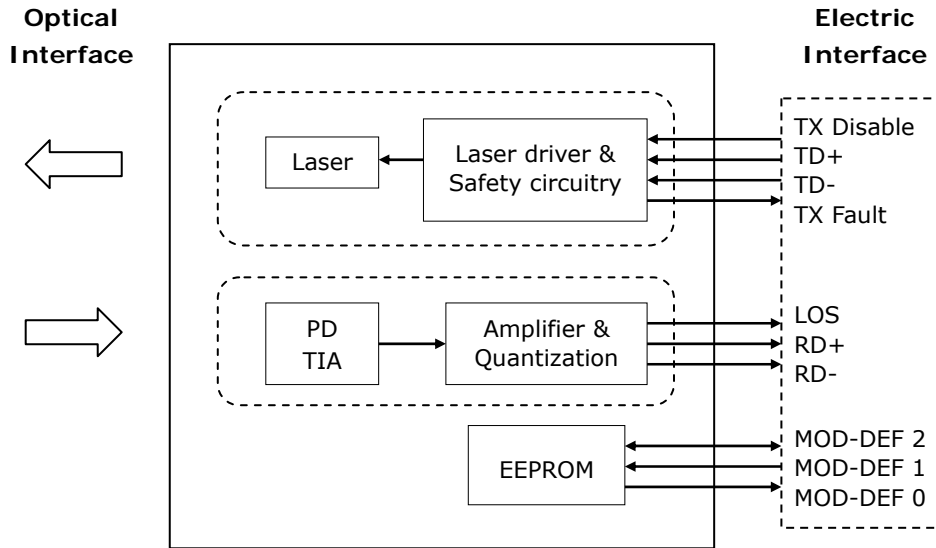 Optical
Interface
Electric
Interface
Laser
Laser driver &
Safety circuitry
TX Disable
TD+
TD-
TX Fault
PD
TIA
Amplifier &
Quantization
LOS
RD+
RD-
EEPROM
MOD-DEF 2
MOD-DEF 1
MOD-DEF 0